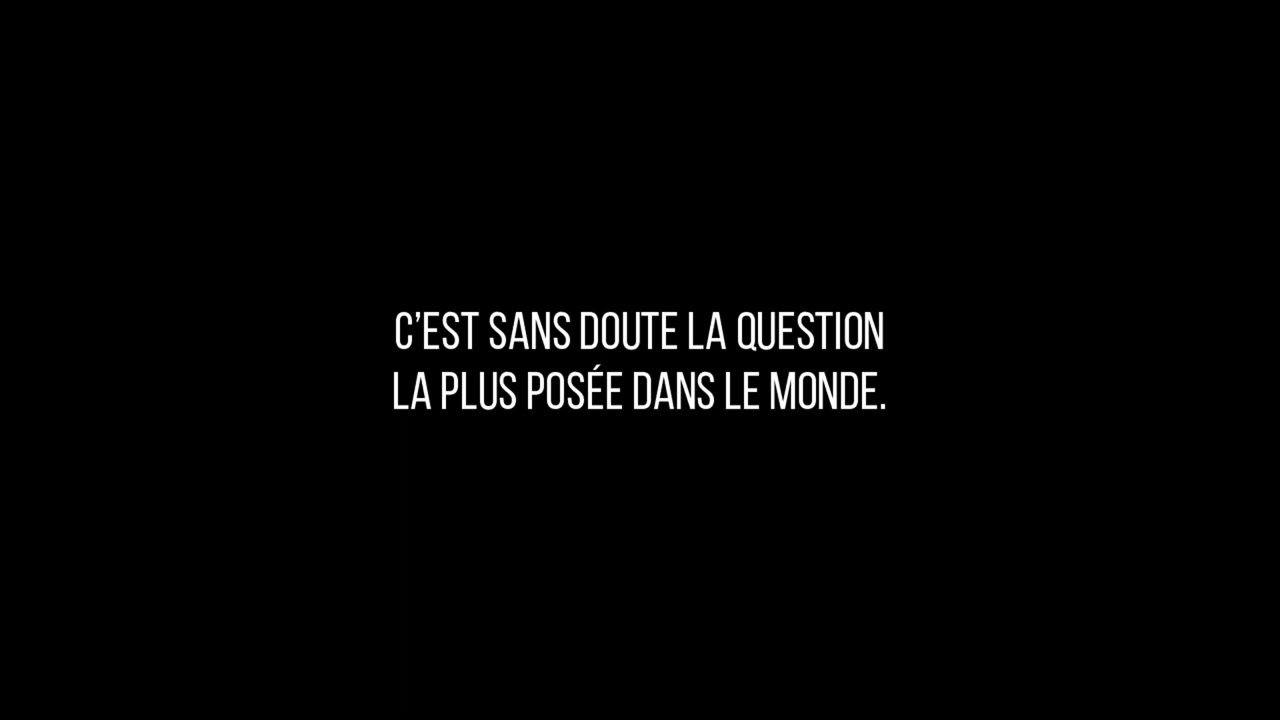 C’EST SANS DOUTE LA QUESTION
LA PLUS POSÉE DANS LE MONDE.